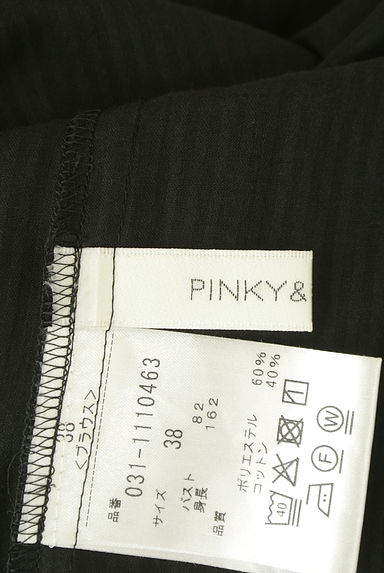 PINKY&
38
<ブラウス>
品番
031-1110463
サイズ
38
バスト 82
身長 162
品質
ポリエステル 60%
コットン 40%
40
F
W